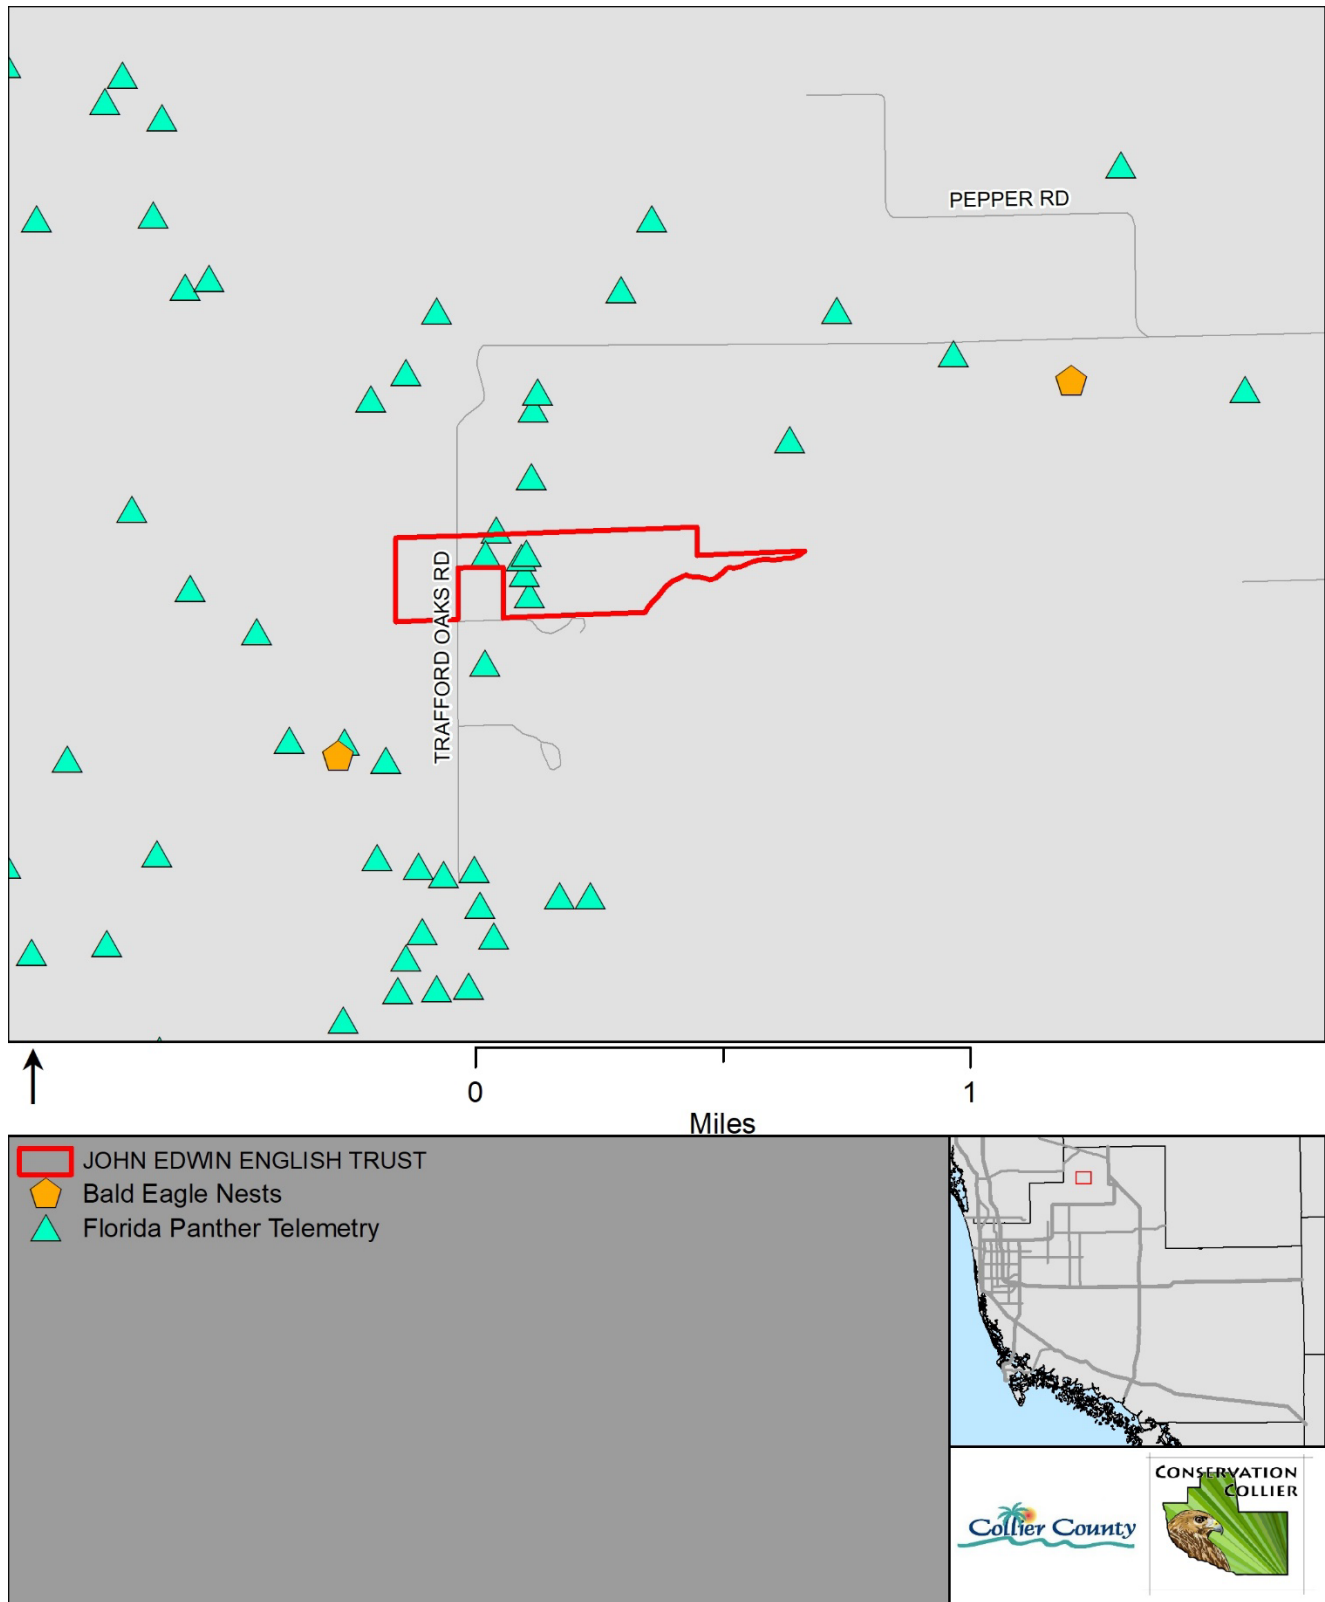 PEPPER RD
TRAFFORD OAKS RD
0 1
Miles
JOHN EDWIN ENGLISH TRUST
Bald Eagle Nests
Florida Panther Telemetry
CONSERVATION
COLLIER
Collier County